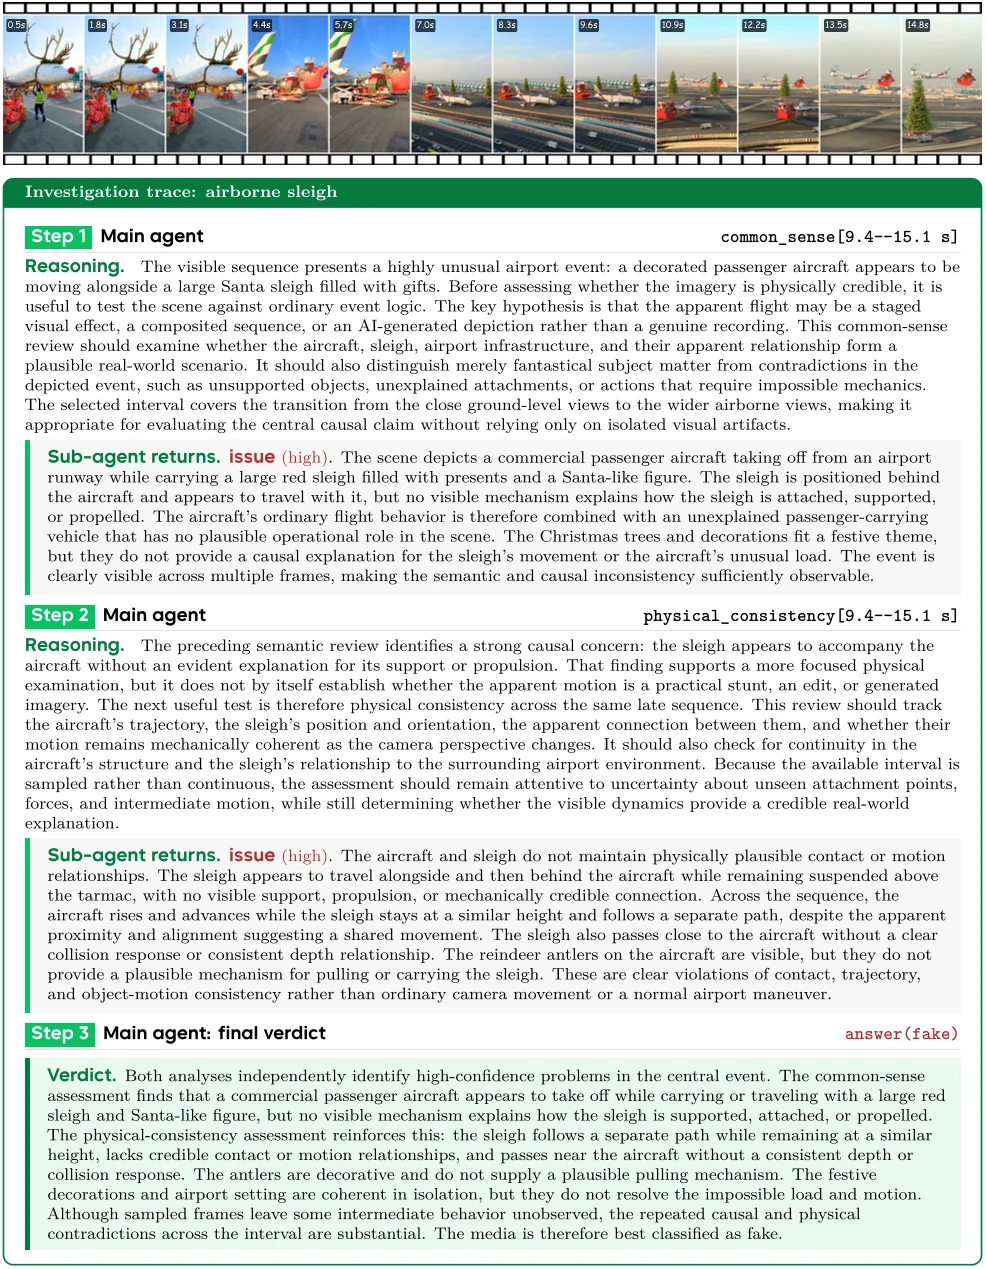 0.5s 1.8s 3.1s 4.4s 5.7s 7.0s 8.3s 9.6s 10.9s 12.2s 13.5s 14.8s
Investigation trace: airborne sleigh
Step 1 Main agent common_sense[9.4--15.1 s]
Reasoning. The visible sequence presents a highly unusual airport event: a decorated passenger aircraft appears to be
moving alongside a large Santa sleigh filled with gifts. Before assessing whether the imagery is physically credible, it is
useful to test the scene against ordinary event logic. The key hypothesis is that the apparent flight may be a staged
visual effect, a composited sequence, or an AI-generated depiction rather than a genuine recording. This common-sense
review should examine whether the aircraft, sleigh, airport infrastructure, and their apparent relationship form a
plausible real-world scenario. It should also distinguish merely fantastical subject matter from contradictions in the
depicted event, such as unsupported objects, unexplained attachments, or actions that require impossible mechanics.
The selected interval covers the transition from the close ground-level views to the wider airborne views, making it
appropriate for evaluating the central causal claim without relying only on isolated visual artifacts.
Sub-agent returns. issue (high). The scene depicts a commercial passenger aircraft taking off from an airport
runway while carrying a large red sleigh filled with presents and a Santa-like figure. The sleigh is positioned behind
the aircraft and appears to travel with it, but no visible mechanism explains how the sleigh is attached, supported,
or propelled. The aircraft's ordinary flight behavior is therefore combined with an unexplained passenger-carrying
vehicle that has no plausible operational role in the scene. The Christmas trees and decorations fit a festive theme,
but they do not provide a causal explanation for the sleigh's movement or the aircraft's unusual load. The event is
clearly visible across multiple frames, making the semantic and causal inconsistency sufficiently observable.
Step 2 Main agent physical_consistency[9.4--15.1 s]
Reasoning. The preceding semantic review identifies a strong causal concern: the sleigh appears to accompany the
aircraft without an evident explanation for its support or propulsion. That finding supports a more focused physical
examination, but it does not by itself establish whether the apparent motion is a practical stunt, an edit, or generated
imagery. The next useful test is therefore physical consistency across the same late sequence. This review should track
the aircraft's trajectory, the sleigh's position and orientation, the apparent connection between them, and whether their
motion remains mechanically coherent as the camera perspective changes. It should also check for continuity in the
aircraft's structure and the sleigh's relationship to the surrounding airport environment. Because the available interval is
sampled rather than continuous, the assessment should remain attentive to uncertainty about unseen attachment points,
forces, and intermediate motion, while still determining whether the visible dynamics provide a credible real-world
explanation.
Sub-agent returns. issue (high). The aircraft and sleigh do not maintain physically plausible contact or motion
relationships. The sleigh appears to travel alongside and then behind the aircraft while remaining suspended above
the tarmac, with no visible support, propulsion, or mechanically credible connection. Across the sequence, the
aircraft rises and advances while the sleigh stays at a similar height and follows a separate path, despite the apparent
proximity and alignment suggesting a shared movement. The sleigh also passes close to the aircraft without a clear
collision response or consistent depth relationship. The reindeer antlers on the aircraft are visible, but they do not
provide a plausible mechanism for pulling or carrying the sleigh. These are clear violations of contact, trajectory,
and object-motion consistency rather than ordinary camera movement or a normal airport maneuver.
Step 3 Main agent: final verdict answer(fake)
Verdict. Both analyses independently identify high-confidence problems in the central event. The common-sense
assessment finds that a commercial passenger aircraft appears to take off while carrying or traveling with a large red
sleigh and Santa-like figure, but no visible mechanism explains how the sleigh is supported, attached, or propelled.
The physical-consistency assessment reinforces this: the sleigh follows a separate path while remaining at a similar
height, lacks credible contact or motion relationships, and passes near the aircraft without a consistent depth or
collision response. The antlers are decorative and do not supply a plausible pulling mechanism. The festive
decorations and airport setting are coherent in isolation, but they do not resolve the impossible load and motion.
Although sampled frames leave some intermediate behavior unobserved, the repeated causal and physical
contradictions across the interval are substantial. The media is therefore best classified as fake.